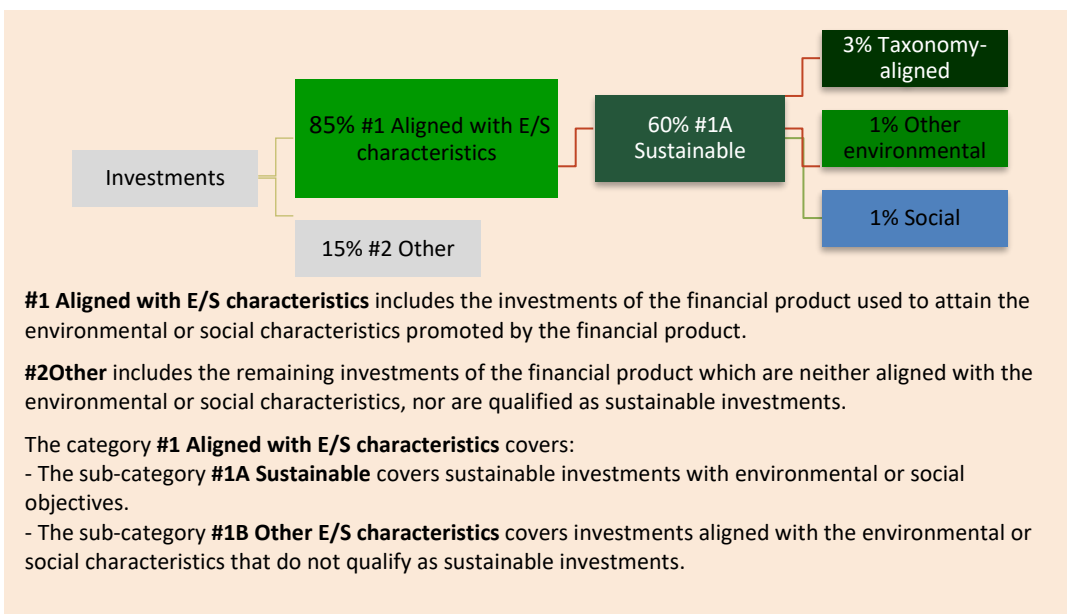 3% Taxonomy-
aligned
85% #1 Aligned with E/S
characteristics
60% #1A
Sustainable
1% Other
environmental
Investments
1% Social
15% #2 Other
#1 Aligned with E/S characteristics includes the investments of the financial product used to attain the
environmental or social characteristics promoted by the financial product.
#2Other includes the remaining investments of the financial product which are neither aligned with the
environmental or social characteristics, nor are qualified as sustainable investments.
The category #1 Aligned with E/S characteristics covers:
- The sub-category #1A Sustainable covers sustainable investments with environmental or social
objectives.
- The sub-category #1B Other E/S characteristics covers investments aligned with the environmental or
social characteristics that do not qualify as sustainable investments.